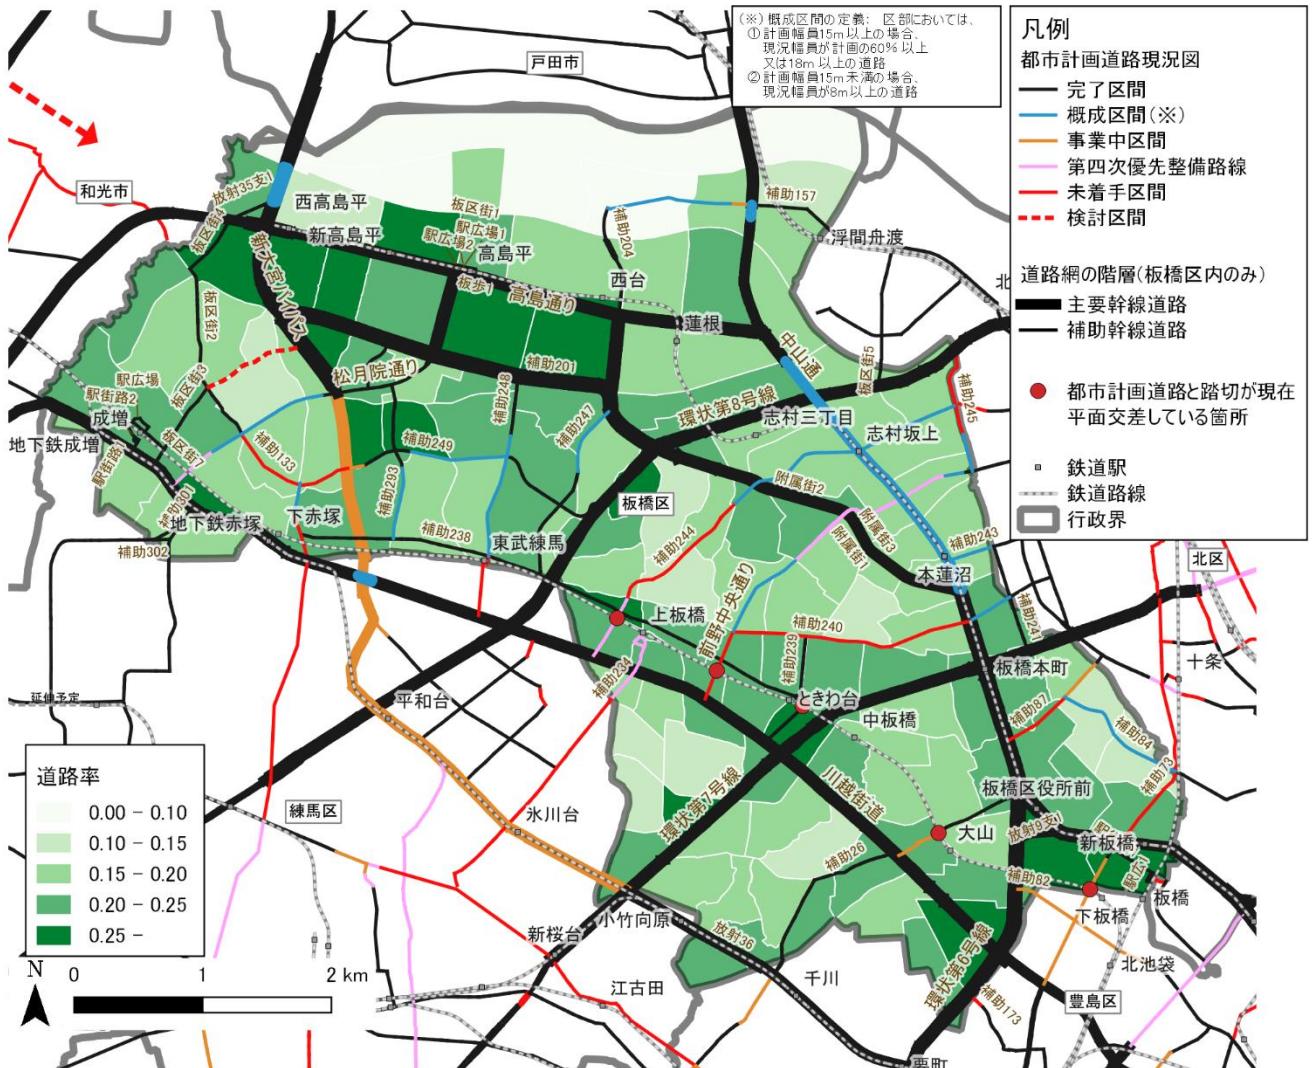 (※)概成区間の定義： 区部においては、
①計画幅員15m以上の場合、
現況幅員が計画の60％以上
又は18m以上の道路
②計画幅員15m未満の場合、
現況幅員が8m以上の道路
凡例
都市計画道路現況図
完了区間
概成区間(※)
事業中区間
第四次優先整備路線
未着手区間
検討区間
道路網の階層(板橋区内のみ)
主要幹線道路
補助幹線道路
都市計画道路と踏切が現在
平面交差している箇所
鉄道駅
鉄道路線
行政界
戸田市
和光市
放射35支1
西高島平
板区街4
新高島平
板区街1
駅広場1
駅広場2
高島平
板歩1
高島通り
補助204
西台
補助157
浮間舟渡
北
新大宮バイパス
板区街2
蓮根
中山道
松月院通り
補助201
補助248
補助247
環状第8号線
志村三丁目
志村坂上
板区街5
補助245
駅広場
駅街路2
板区街3
成増
地下鉄成増
駅街路1
板区街7
補助133
補助249
補助293
補助301
地下鉄赤塚
下赤塚
補助302
補助238
東武練馬
板橋区
附属街2
附属街3
附属街1
補助244
前野中央通り
本蓮沼
補助243
北区
上板橋
補助240
補助239
補助241
補助234
ときわ台
中板橋
板橋本町
十条
補助87
補助84
補助73
延伸予定
平和台
環状第7号線
川越街道
板橋区役所前
大山
放射9支1
新板橋
駅広1
板橋
補助26
補助82
下板橋
北池袋
練馬区
氷川台
小竹向原
新桜台
放射36
江古田
千川
環状第6号線
補助173
豊島区
要町
道路率
0.00 − 0.10
0.10 − 0.15
0.15 − 0.20
0.20 − 0.25
0.25 −
N
0 1 2 km